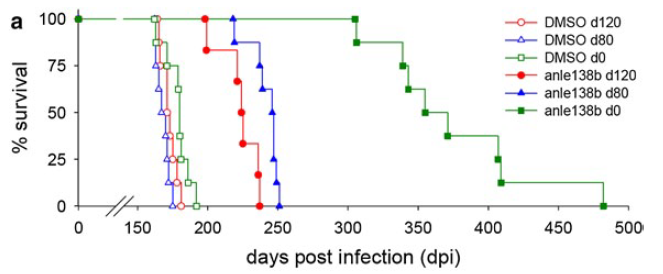 a
100
75
50
25
0
% survival
DMSO d120
DMSO d80
DMSO d0
anle138b d120
anle138b d80
anle138b d0
0 150 200 250 300 350 400 450 500
days post infection (dpi)